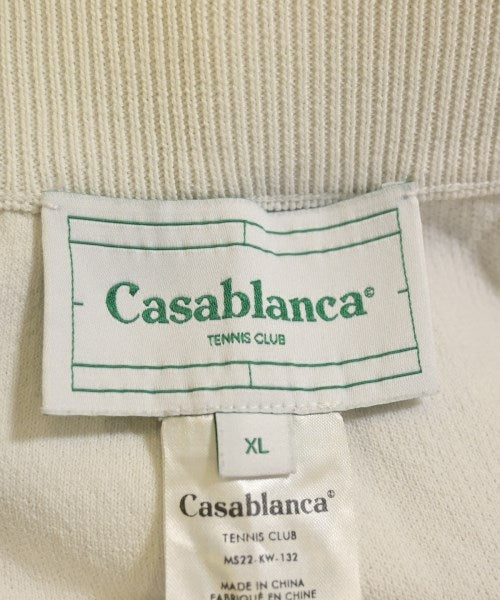 Casablanca©
TENNIS CLUB
XL
Casablanca©
TENNIS CLUB
MS22-KW-132
MADE IN CHINA
FABRIQUÉ EN CHINE